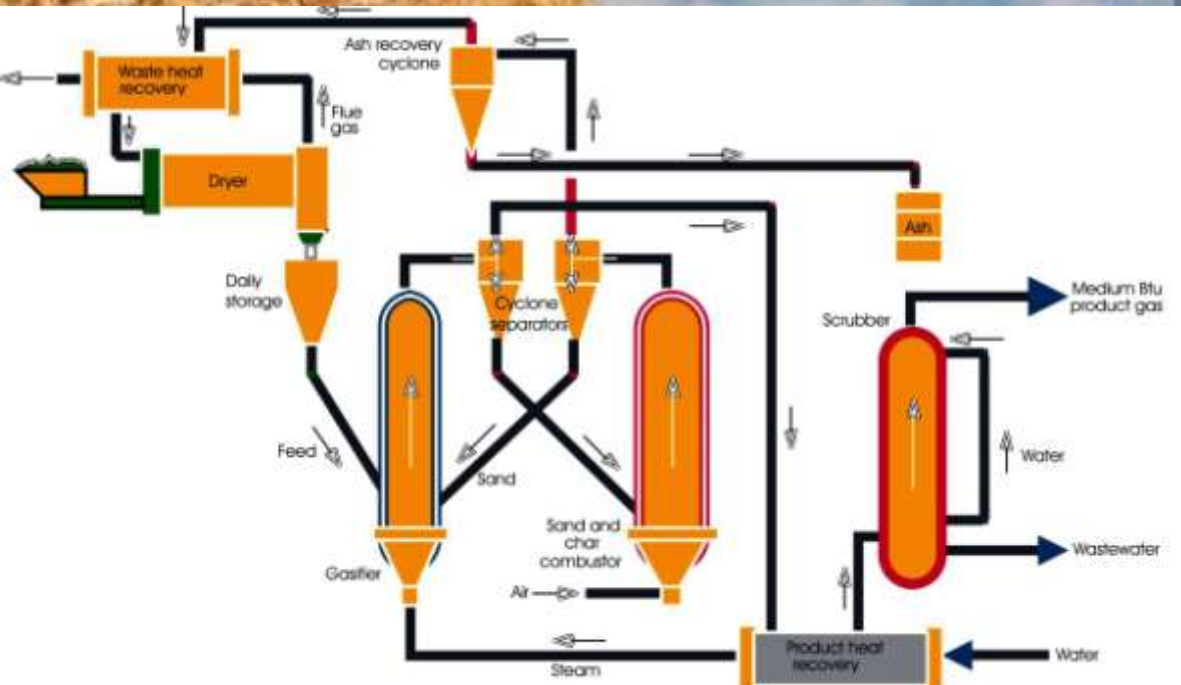 Ash recovery
cyclone
Waste heat
recovery
Flue
gas
Dryer
Ash
Daily
storage
Cyclone
separators
Medium Btu
product gas
Scrubber
Feed
Sand
Water
Sand and
char
combustor
Wastewater
Gasifier
Air
Product heat
recovery
Water
Steam